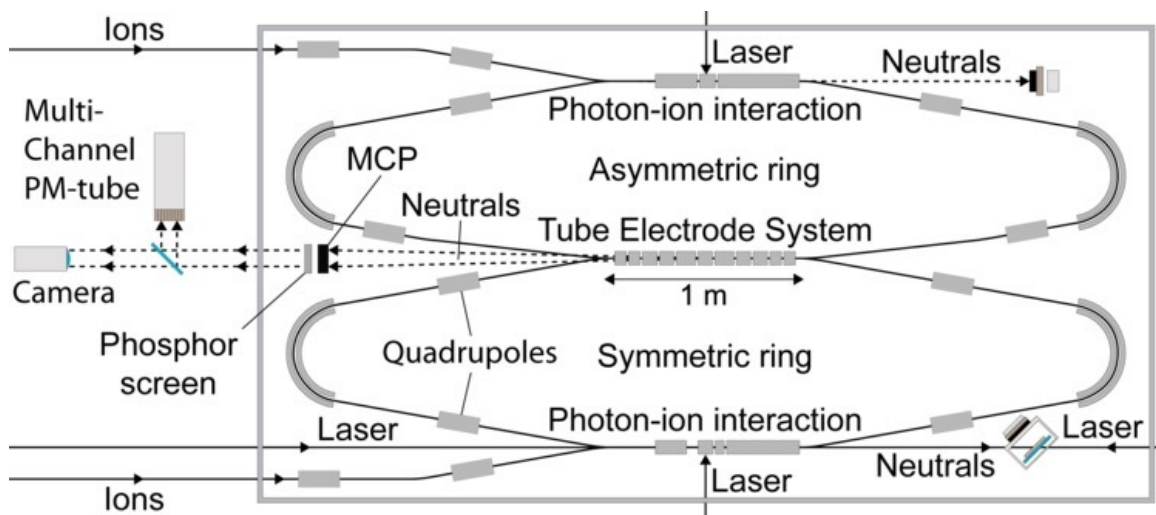 Ions
Laser
Neutrals
Photon-ion interaction
Multi-
Channel
PM-tube
MCP
Asymmetric ring
Neutrals
Tube Electrode System
1 m
Camera
Phosphor
screen
Quadrupoles
Symmetric ring
Photon-ion interaction
Laser
Laser
Neutrals
Laser
Ions